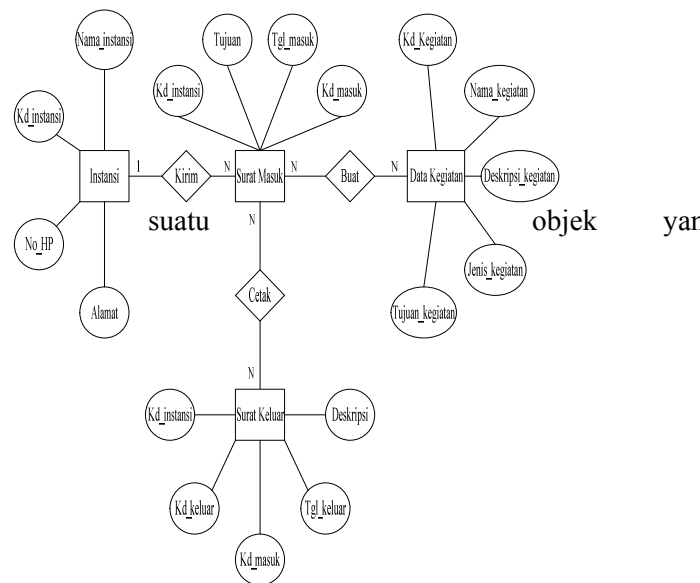 Nama_instansi
Tujuan
Tgl_masuk
Kd_Kegiatan
Kd_instansi
Kd_masuk
Nama_kegiatan
Kd_instansi
Instansi
1
Kirim
N
Surat Masuk
N
Buat
N
Data Kegiatan
Deskripsi_kegiatan
suatu
N
objek
yan
No_HP
Jenis_kegiatan
Alamat
Cetak
Tujuan_kegiatan
N
Kd_instansi
Surat Keluar
Deskripsi
Kd_keluar
Tgl_keluar
Kd_masuk